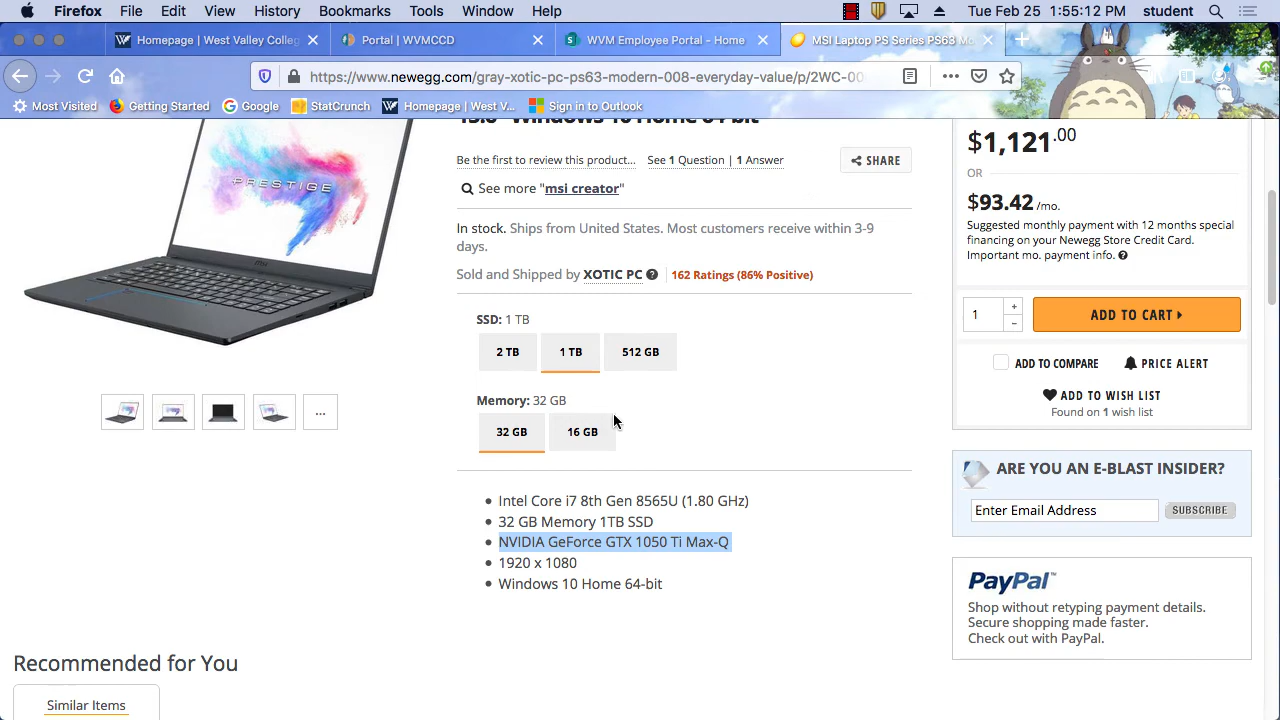 Firefox File Edit View History Bookmarks Tools Window Help Tue Feb 25 1:55:12 PM student
Homepage | West Valley Colleg
Portal | WVMCCD
WVM Employee Portal - Home
MSI Laptop PS Series PS63 Mo
https://www.newegg.com/gray-xotic-pc-ps63-modern-008-everyday-value/p/2WC-00
Most Visited Getting Started Google StatCrunch Homepage | West V... Sign in to Outlook
15.6" Windows 10 Home 64-bit
Be the first to review this product... See 1 Question | 1 Answer
SHARE
See more "msi creator"
In stock. Ships from United States. Most customers receive within 3-9
days.
Sold and Shipped by XOTIC PC ? | 162 Ratings (86% Positive)
SSD: 1 TB
2 TB 1 TB 512 GB
Memory: 32 GB
32 GB 16 GB
Intel Core i7 8th Gen 8565U (1.80 GHz)
32 GB Memory 1TB SSD
NVIDIA GeForce GTX 1050 Ti Max-Q
1920 x 1080
Windows 10 Home 64-bit
PRESTIGE
msi
...
$1,121.00
OR
$93.42 /mo.
Suggested monthly payment with 12 months special
financing on your Newegg Store Credit Card.
Important mo. payment info. ?
1 + -
ADD TO CART
ADD TO COMPARE PRICE ALERT
ADD TO WISH LIST
Found on 1 wish list
ARE YOU AN E-BLAST INSIDER?
Enter Email Address SUBSCRIBE
PayPal™
Shop without retyping payment details.
Secure shopping made faster.
Check out with PayPal.
Recommended for You
Similar Items